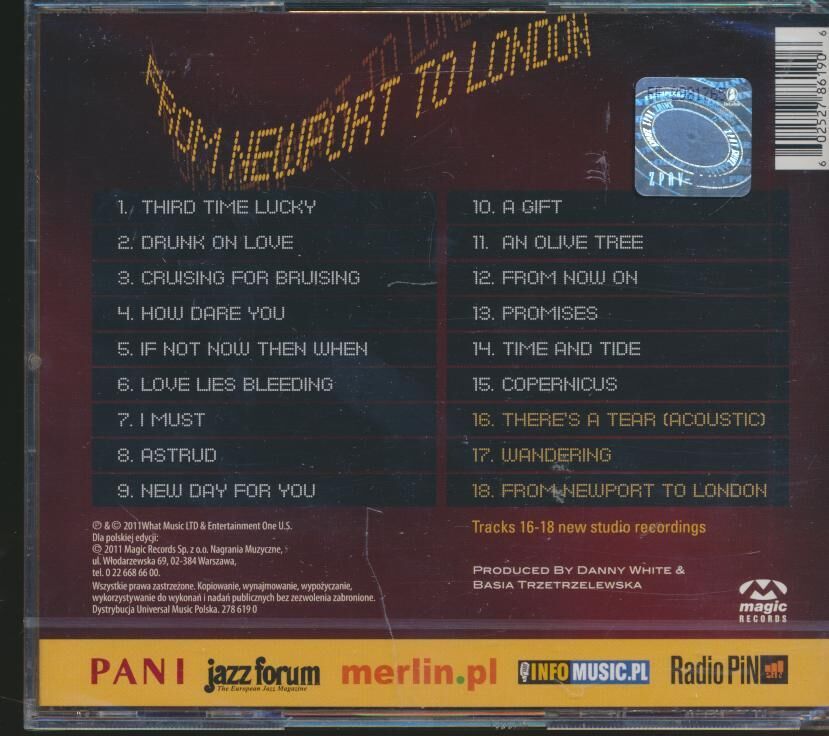 FROM NEWPORT TO LONDON
6 02527 86190 6
ZPAV
1. THIRD TIME LUCKY
2. DRUNK ON LOVE
3. CRUISING FOR BRUISING
4. HOW DARE YOU
5. IF NOT NOW THEN WHEN
6. LOVE LIES BLEEDING
7. I MUST
8. ASTRUD
9. NEW DAY FOR YOU
10. A GIFT
11. AN OLIVE TREE
12. FROM NOW ON
13. PROMISES
14. TIME AND TIDE
15. COPERNICUS
16. THERE'S A TEAR (ACOUSTIC)
17. WANDERING
18. FROM NEWPORT TO LONDON
℗ & © 2011What Music LTD & Entertainment One U.S.
Dla polskiej edycji:
© 2011 Magic Records Sp. z o.o. Nagrania Muzyczne,
ul. Włodarzewska 69, 02-384 Warszawa,
tel. 0 22 668 66 00.
Wszystkie prawa zastrzeżone. Kopiowanie, wynajmowanie, wypożyczanie,
wykorzystywanie do wykonań i nadań publicznych bez zezwolenia zabronione.
Dystrybucja Universal Music Polska. 278 619 0
Tracks 16-18 new studio recordings
PRODUCED BY DANNY WHITE &
BASIA TRZETRZELEWSKA
magic
RECORDS
PANI
jazz forum
The European Jazz Magazine
merlin.pl
INFOMUSIC.PL
Radio PiN